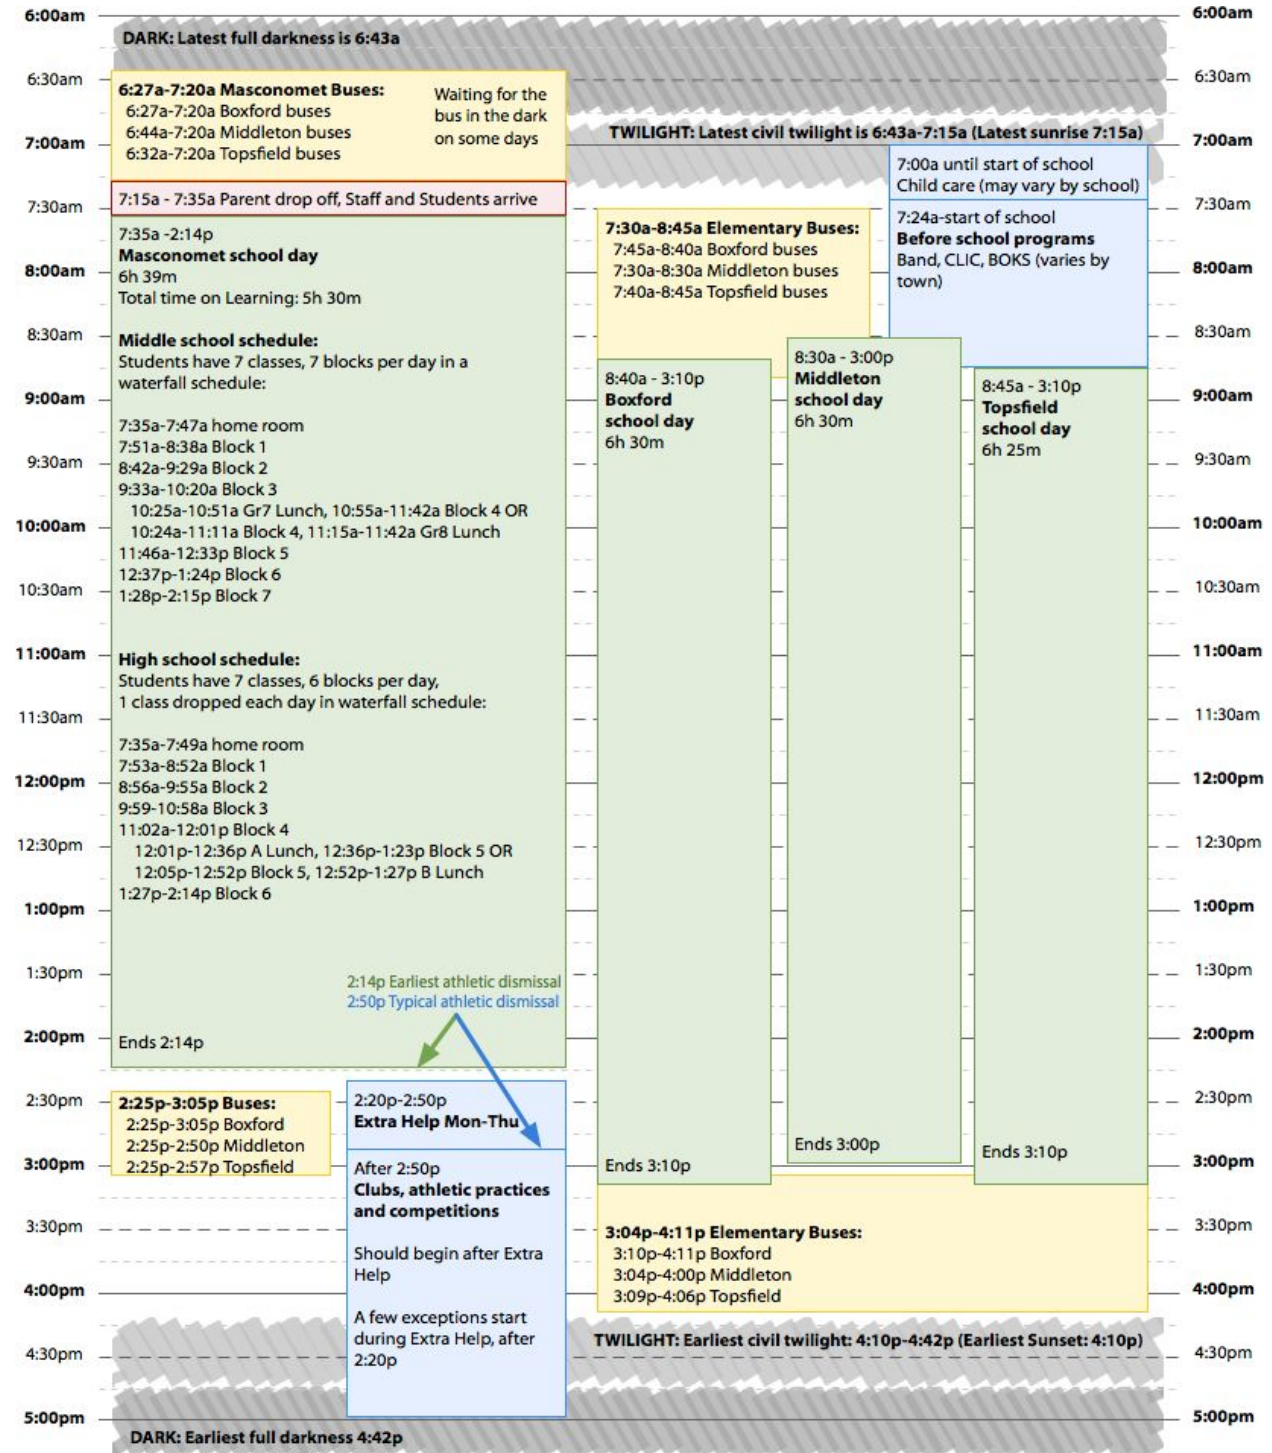 6:00am
6:30am
7:00am
7:30am
8:00am
8:30am
9:00am
9:30am
10:00am
10:30am
11:00am
11:30am
12:00pm
12:30pm
1:00pm
1:30pm
2:00pm
2:30pm
3:00pm
3:30pm
4:00pm
4:30pm
5:00pm
DARK: Latest full darkness is 6:43a
6:27a-7:20a Masconomet Buses:
6:27a-7:20a Boxford buses
6:44a-7:20a Middleton buses
6:32a-7:20a Topsfield buses
Waiting for the
bus in the dark
on some days
TWILIGHT: Latest civil twilight is 6:43a-7:15a (Latest sunrise 7:15a)
7:15a - 7:35a Parent drop off, Staff and Students arrive
7:35a -2:14p
Masconomet school day
6h 39m
Total time on Learning: 5h 30m
Middle school schedule:
Students have 7 classes, 7 blocks per day in a
waterfall schedule:
7:35a-7:47a home room
7:51a-8:38a Block 1
8:42a-9:29a Block 2
9:33a-10:20a Block 3
10:25a-10:51a Gr7 Lunch, 10:55a-11:42a Block 4 OR
10:24a-11:11a Block 4, 11:15a-11:42a Gr8 Lunch
11:46a-12:33p Block 5
12:37p-1:24p Block 6
1:28p-2:15p Block 7
High school schedule:
Students have 7 classes, 6 blocks per day,
1 class dropped each day in waterfall schedule:
7:35a-7:49a home room
7:53a-8:52a Block 1
8:56a-9:55a Block 2
9:59-10:58a Block 3
11:02a-12:01p Block 4
12:01p-12:36p A Lunch, 12:36p-1:23p Block 5 OR
12:05p-12:52p Block 5, 12:52p-1:27p B Lunch
1:27p-2:14p Block 6
2:14p Earliest athletic dismissal
2:50p Typical athletic dismissal
Ends 2:14p
2:25p-3:05p Buses:
2:25p-3:05p Boxford
2:25p-2:50p Middleton
2:25p-2:57p Topsfield
2:20p-2:50p
Extra Help Mon-Thu
After 2:50p
Clubs, athletic practices
and competitions
Should begin after Extra
Help
A few exceptions start
during Extra Help, after
2:20p
7:30a-8:45a Elementary Buses:
7:45a-8:40a Boxford buses
7:30a-8:30a Middleton buses
7:40a-8:45a Topsfield buses
7:00a until start of school
Child care (may vary by school)
7:24a-start of school
Before school programs
Band, CLIC, BOKS (varies by
town)
8:40a - 3:10p
Boxford
school day
6h 30m
Ends 3:10p
8:30a - 3:00p
Middleton
school day
6h 30m
Ends 3:00p
8:45a - 3:10p
Topsfield
school day
6h 25m
Ends 3:10p
3:04p-4:11p Elementary Buses:
3:10p-4:11p Boxford
3:04p-4:00p Middleton
3:09p-4:06p Topsfield
TWILIGHT: Earliest civil twilight: 4:10p-4:42p (Earliest Sunset: 4:10p)
DARK: Earliest full darkness 4:42p
6:00am
6:30am
7:00am
7:30am
8:00am
8:30am
9:00am
9:30am
10:00am
10:30am
11:00am
11:30am
12:00pm
12:30pm
1:00pm
1:30pm
2:00pm
2:30pm
3:00pm
3:30pm
4:00pm
4:30pm
5:00pm